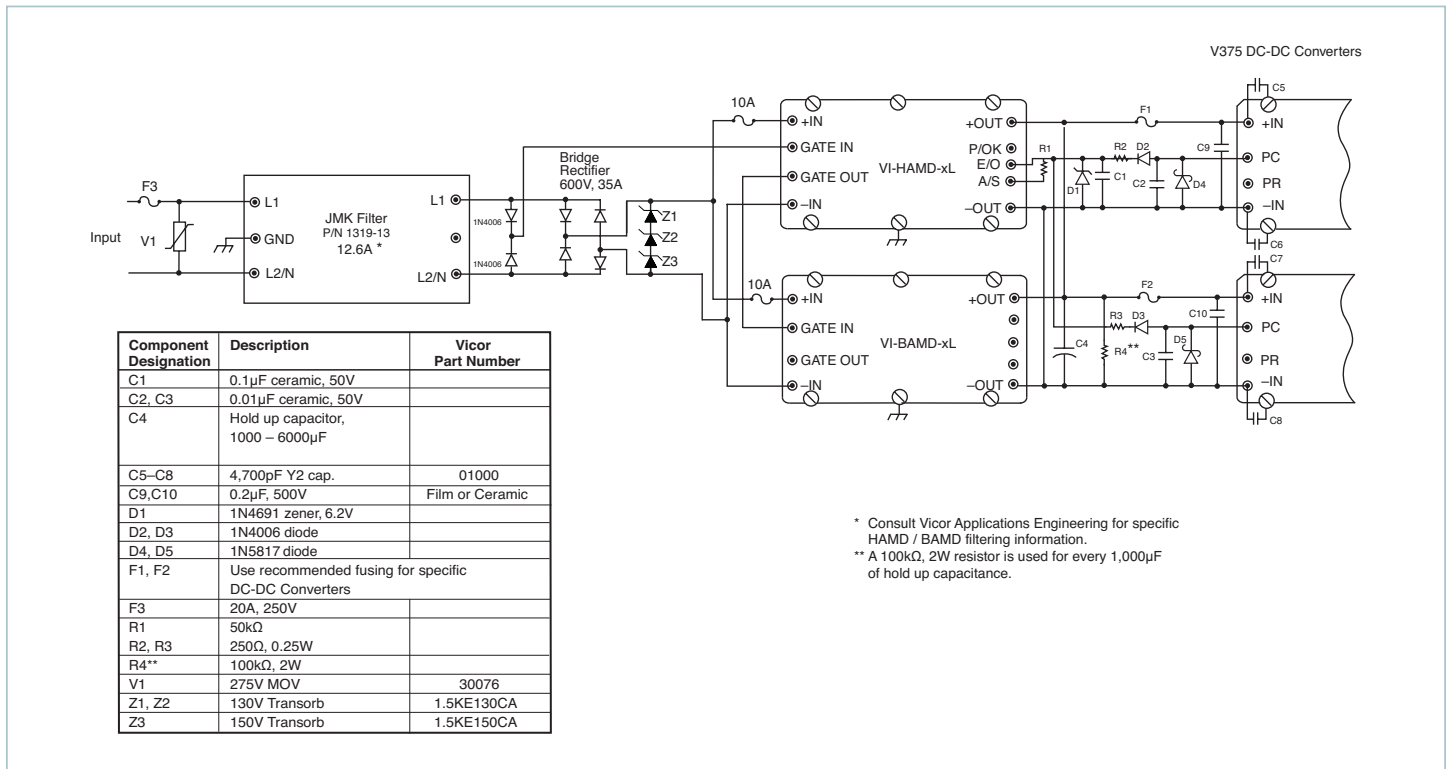 V375 DC-DC Converters
F3
Input
V1
L1
GND
L2/N
JMK Filter
P/N 1319-13
12.6A *
L1
L2/N
1N4006
1N4006
Bridge
Rectifier
600V, 35A
Z1
Z2
Z3
10A
+IN
GATE IN
GATE OUT
–IN
VI-HAMD-xL
+OUT
P/OK
E/O
A/S
–OUT
R1
D1
C1
R2
D2
C2
D4
F1
C9
C5
+IN
PC
PR
–IN
C6
10A
+IN
GATE IN
GATE OUT
–IN
VI-BAMD-xL
+OUT
–OUT
C4
R4**
R3
D3
C3
D5
F2
C10
C7
+IN
PC
PR
–IN
C8
Component Designation Description Vicor Part Number
C1 0.1µF ceramic, 50V
C2, C3 0.01µF ceramic, 50V
C4 Hold up capacitor,
1000 – 6000µF
C5–C8 4,700pF Y2 cap. 01000
C9,C10 0.2µF, 500V Film or Ceramic
D1 1N4691 zener, 6.2V
D2, D3 1N4006 diode
D4, D5 1N5817 diode
F1, F2 Use recommended fusing for specific
DC-DC Converters
F3 20A, 250V
R1 50kΩ
R2, R3 250Ω, 0.25W
R4** 100kΩ, 2W
V1 275V MOV 30076
Z1, Z2 130V Transorb 1.5KE130CA
Z3 150V Transorb 1.5KE150CA
* Consult Vicor Applications Engineering for specific
HAMD / BAMD filtering information.
** A 100kΩ, 2W resistor is used for every 1,000µF
of hold up capacitance.